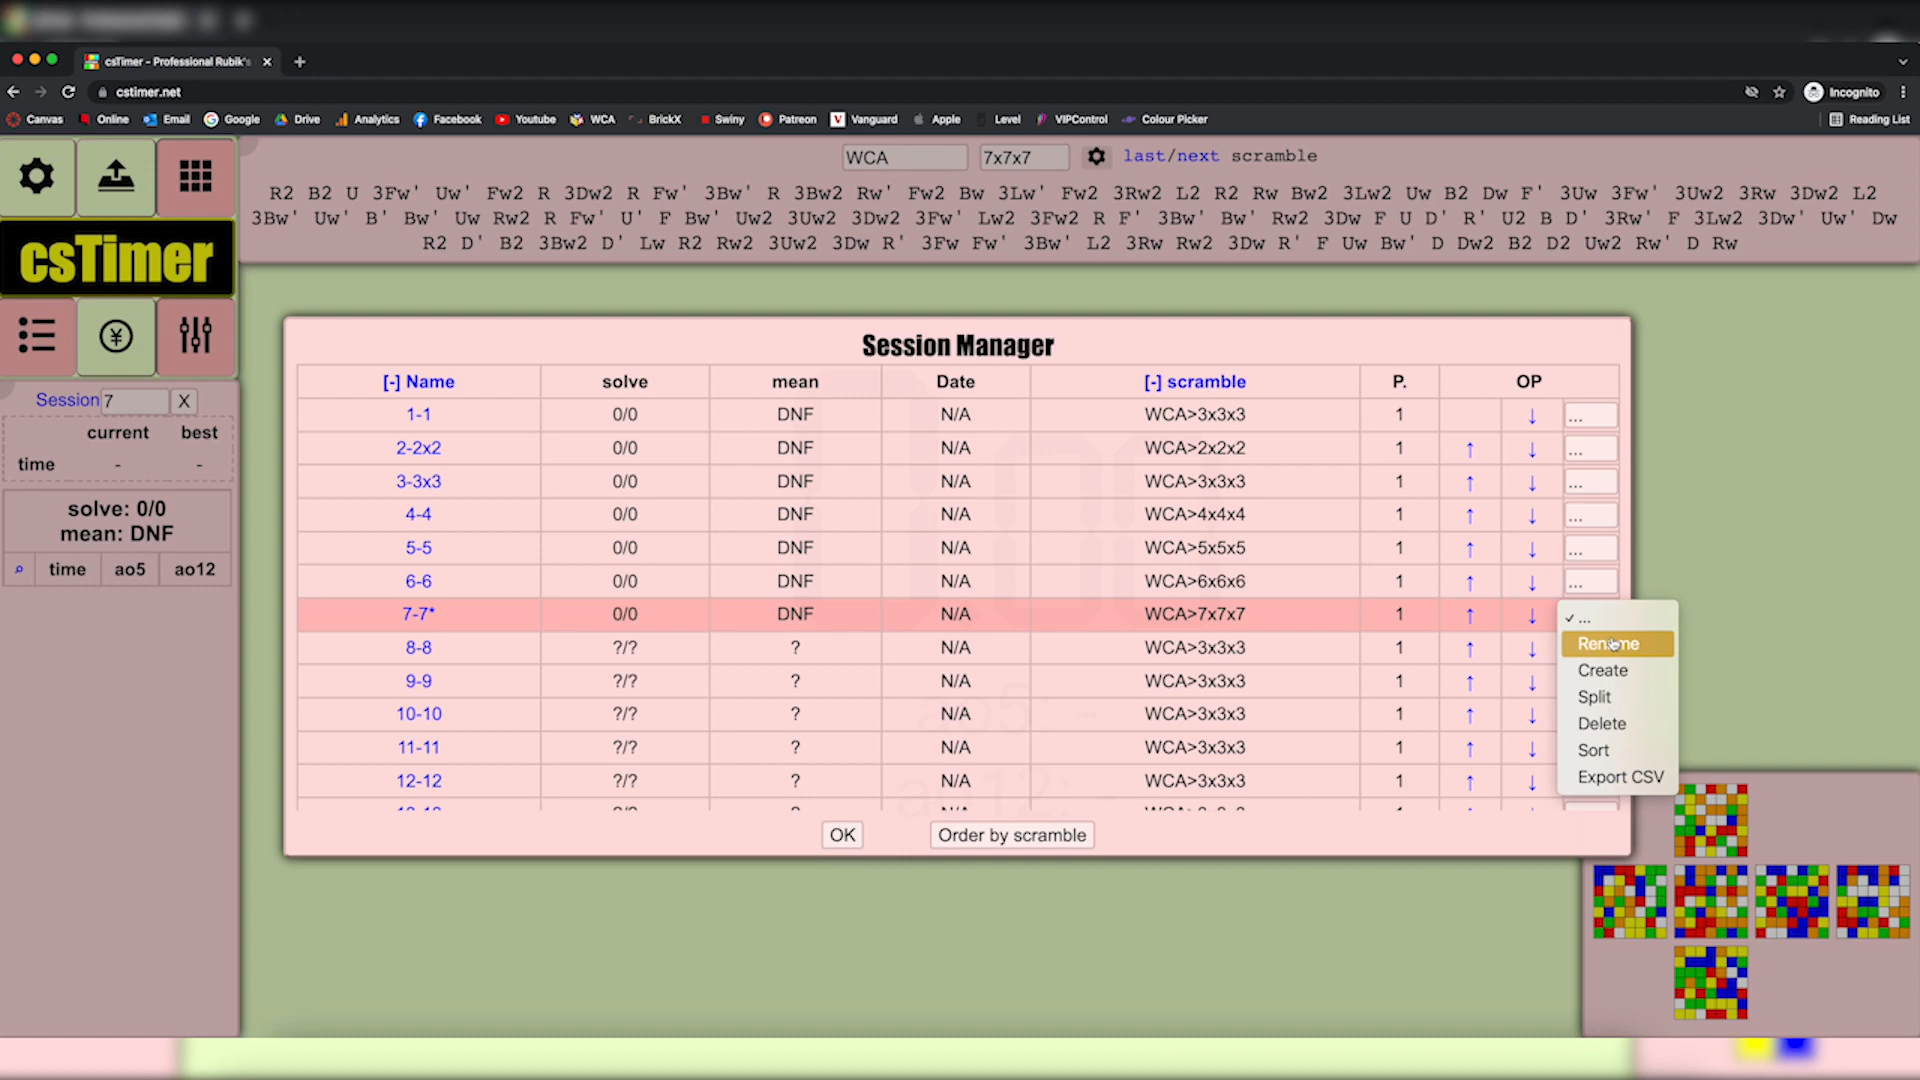 csTimer - Professional Rubik's
cstimer.net
Incognito
Canvas Online Email Google Drive Analytics Facebook Youtube WCA BrickX Swiny Patreon Vanguard Apple Level VIPControl Colour Picker Reading List
WCA 7x7x7 last/next scramble
R2 B2 U 3Fw' Uw' Fw2 R 3Dw2 R Fw' 3Bw' R 3Bw2 Rw' Fw2 Bw 3Lw' Fw2 3Rw2 L2 R2 Rw Bw2 3Lw2 Uw B2 Dw F' 3Uw 3Fw' 3Uw2 3Rw 3Dw2 L2
3Bw' Uw' B' Bw' Uw Rw2 R Fw' U' F Bw' Uw2 3Uw2 3Dw2 3Fw' Lw2 3Fw2 R F' 3Bw' Bw' Rw2 3Dw F U D' R' U2 B D' 3Rw' F 3Lw2 3Dw' Uw' Dw
R2 D' B2 3Bw2 D' Lw R2 Rw2 3Uw2 3Dw R' 3Fw Fw' 3Bw' L2 3Rw Rw2 3Dw R' F Uw Bw' D Dw2 B2 D2 Uw2 Rw' D Rw
csTimer
Session 7 X
current best
time - -
solve: 0/0
mean: DNF
time ao5 ao12
Session Manager
[-] Name solve mean Date [-] scramble P. OP
1-1 0/0 DNF N/A WCA>3x3x3 1 ↓ ...
2-2x2 0/0 DNF N/A WCA>2x2x2 1 ↑ ↓ ...
3-3x3 0/0 DNF N/A WCA>3x3x3 1 ↑ ↓ ...
4-4 0/0 DNF N/A WCA>4x4x4 1 ↑ ↓ ...
5-5 0/0 DNF N/A WCA>5x5x5 1 ↑ ↓ ...
6-6 0/0 DNF N/A WCA>6x6x6 1 ↑ ↓ ...
7-7* 0/0 DNF N/A WCA>7x7x7 1 ↑ ↓
8-8 ?/? ? N/A WCA>3x3x3 1 ↑ ↓
9-9 ?/? ? N/A WCA>3x3x3 1 ↑ ↓
10-10 ?/? ? N/A WCA>3x3x3 1 ↑ ↓
11-11 ?/? ? N/A WCA>3x3x3 1 ↑ ↓
12-12 ?/? ? N/A WCA>3x3x3 1 ↑ ↓
✓ ...
Rename
Create
Split
Delete
Sort
Export CSV
ao5: -
ao12: -
OK Order by scramble